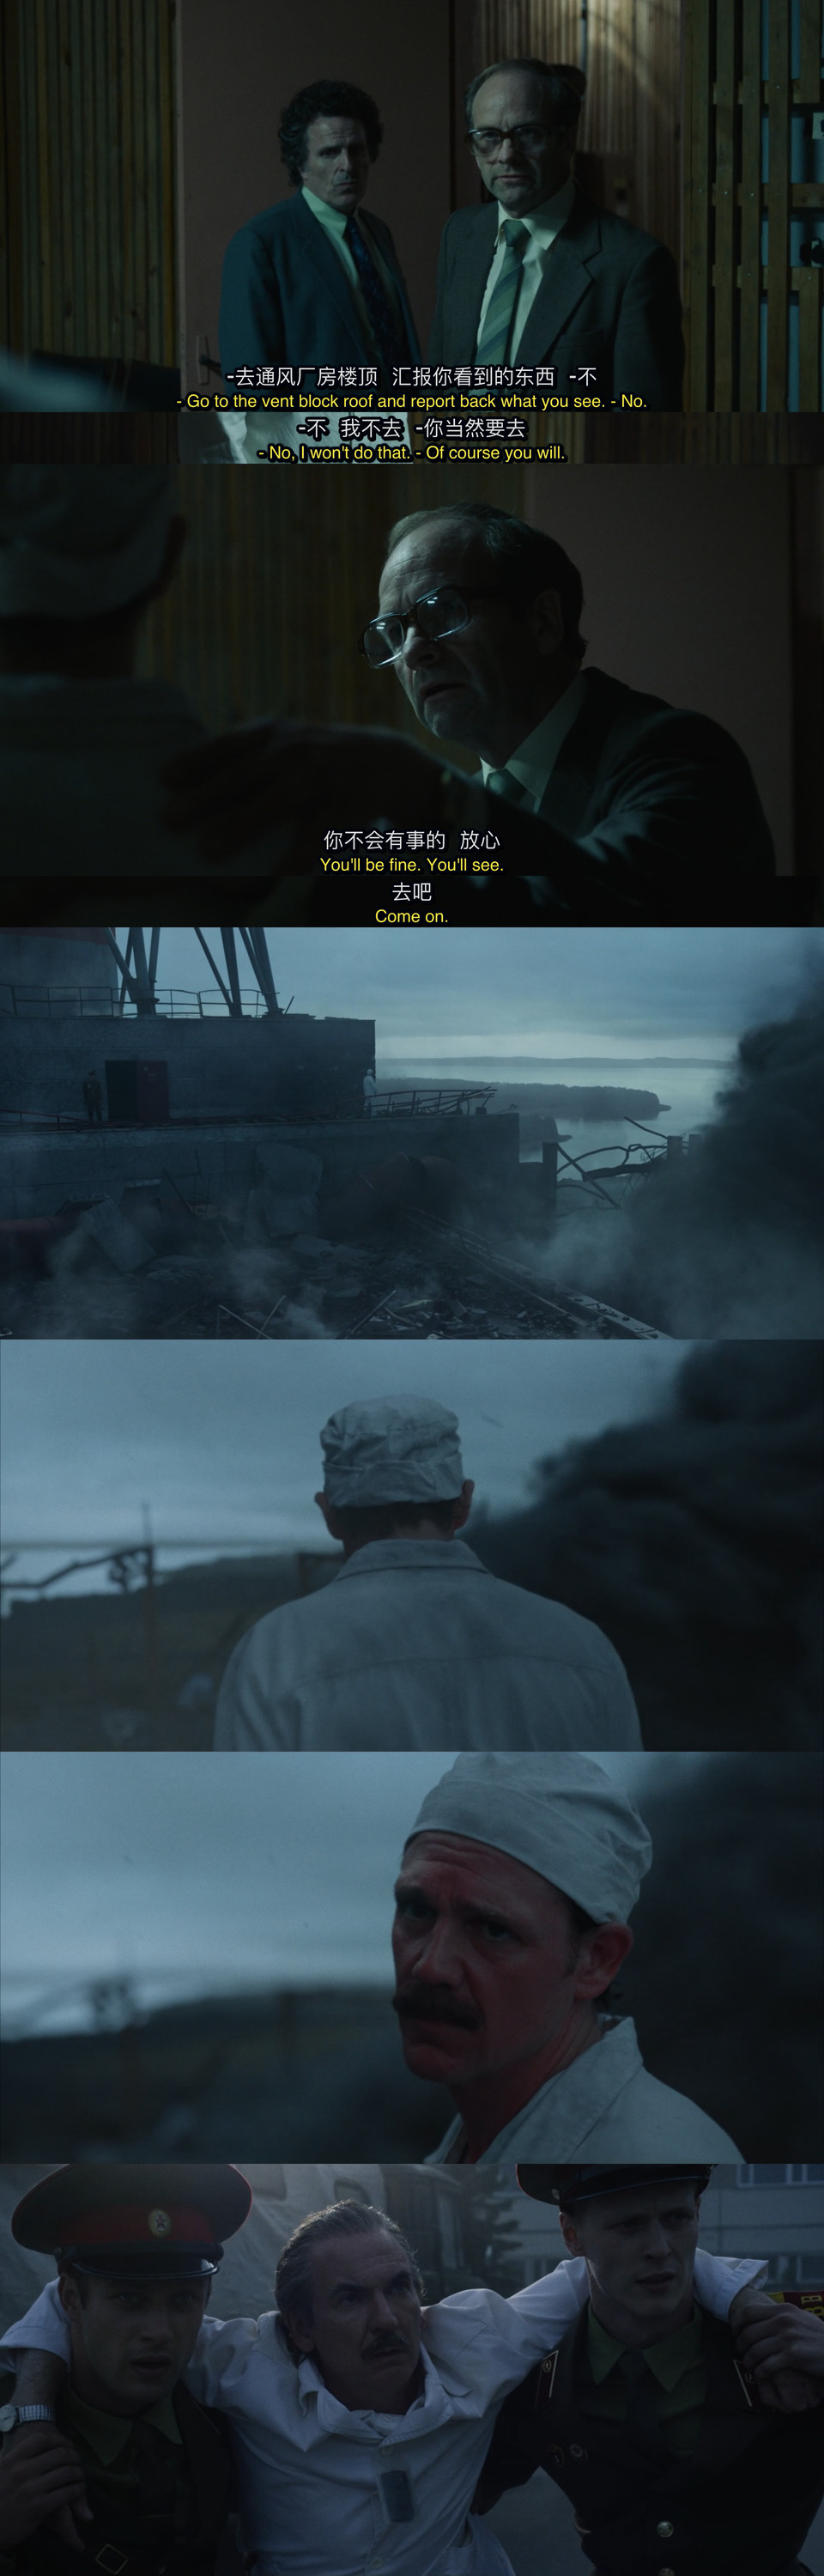 -去通风厂房楼顶 汇报你看到的东西 -不
- Go to the vent block roof and report back what you see. - No.
-不 我不去 -你当然要去
- No, I won't do that. - Of course you will.
你不会有事的 放心
You'll be fine. You'll see.
去吧
Come on.